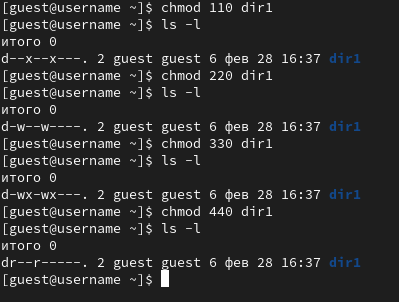 [guest@username ~]$ chmod 110 dir1
[guest@username ~]$ ls -l
итого 0
d--x--x---. 2 guest guest 6 фев 28 16:37 dir1
[guest@username ~]$ chmod 220 dir1
[guest@username ~]$ ls -l
итого 0
d-w--w----. 2 guest guest 6 фев 28 16:37 dir1
[guest@username ~]$ chmod 330 dir1
[guest@username ~]$ ls -l
итого 0
d-wx-wx---. 2 guest guest 6 фев 28 16:37 dir1
[guest@username ~]$ chmod 440 dir1
[guest@username ~]$ ls -l
итого 0
dr--r-----. 2 guest guest 6 фев 28 16:37 dir1
[guest@username ~]$